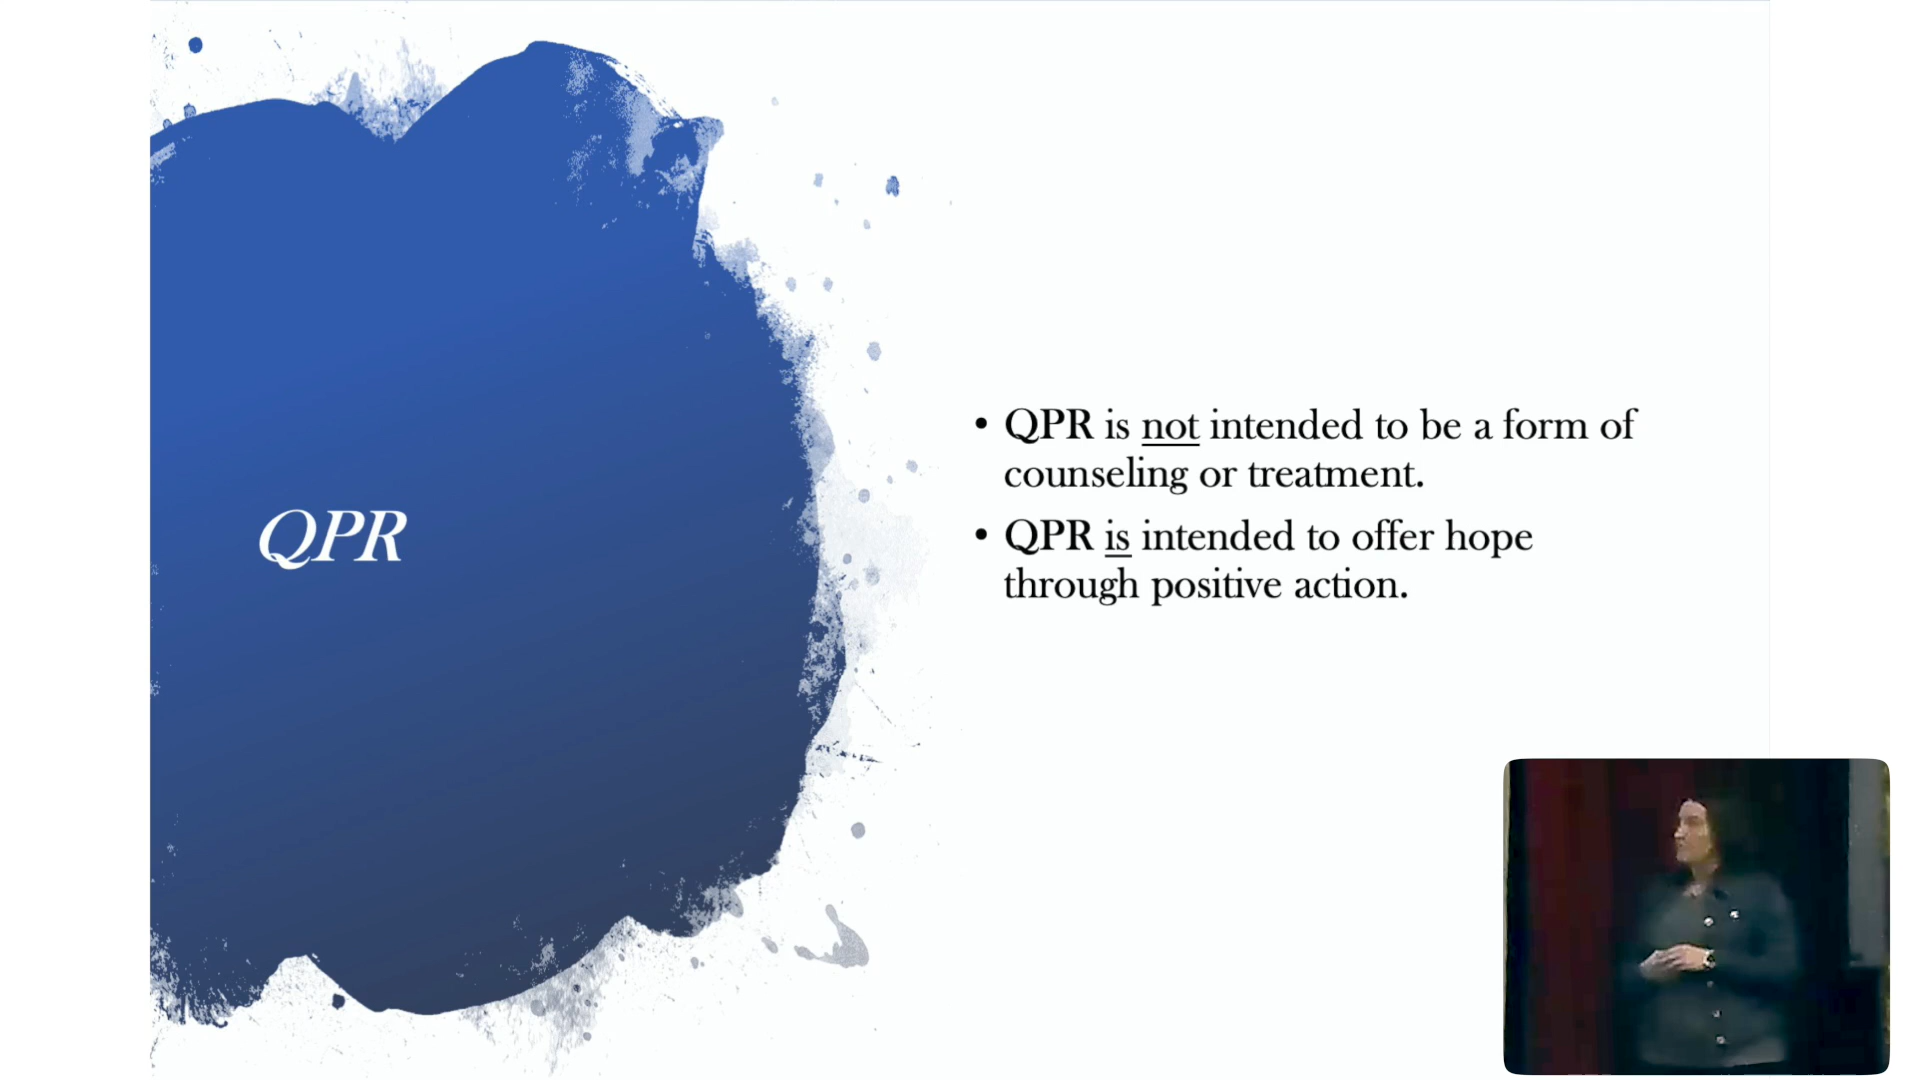 QPR
• QPR is not intended to be a form of
counseling or treatment.
• QPR is intended to offer hope
through positive action.